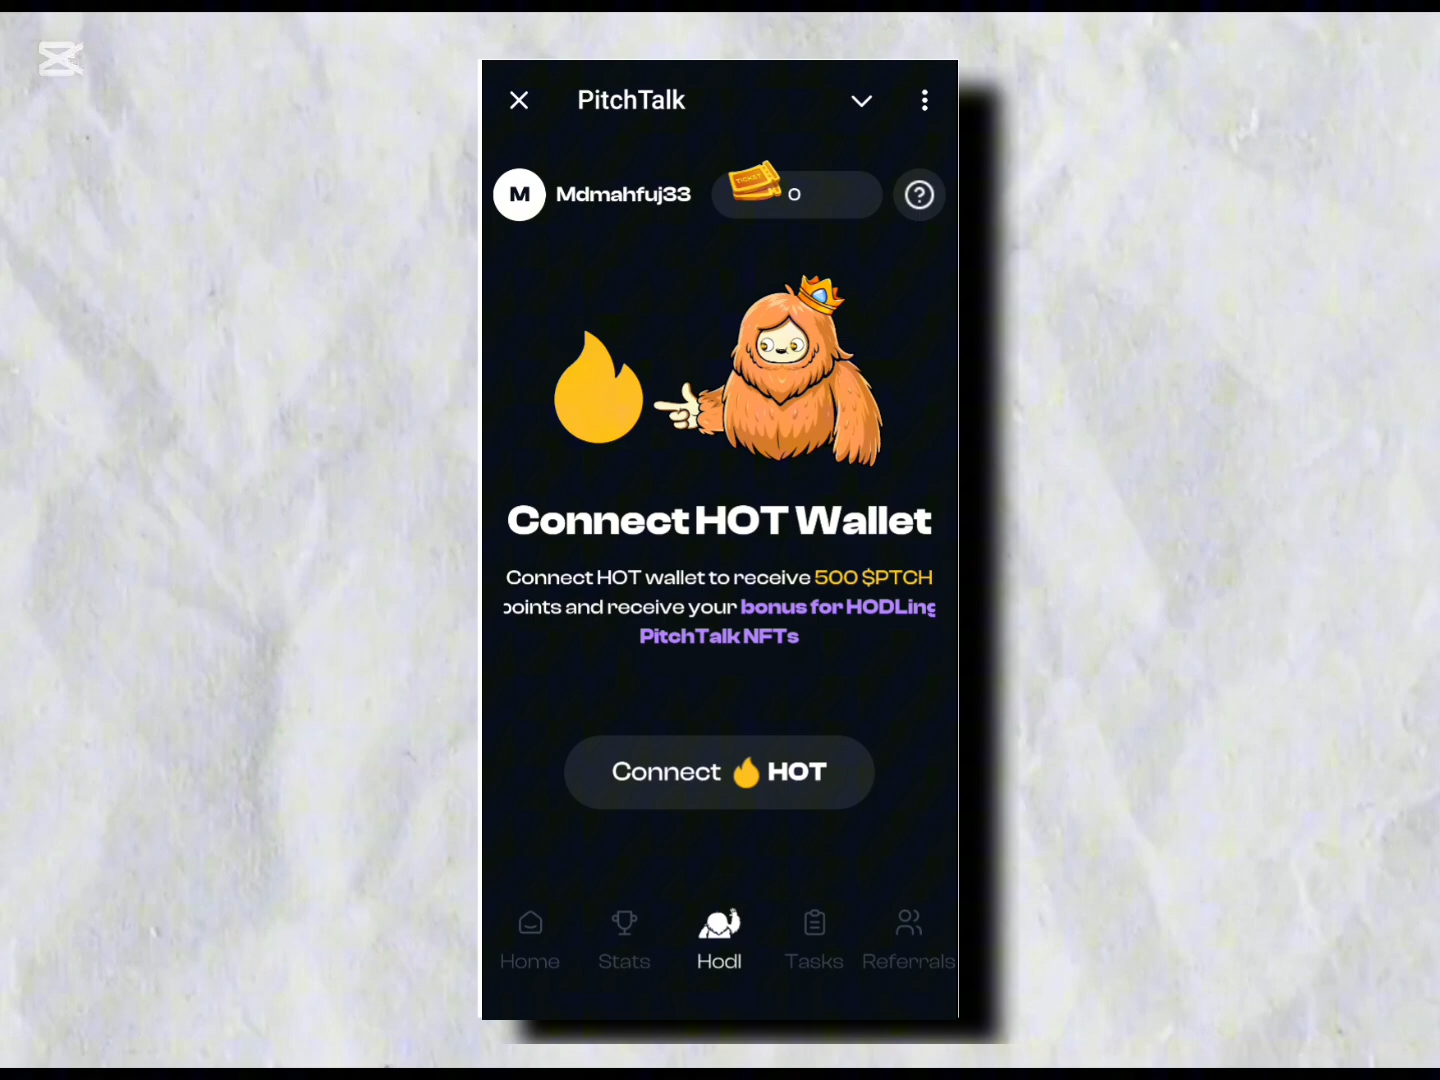 PitchTalk
M
Mdmahfuj33
TICKET
0
Connect HOT Wallet
Connect HOT wallet to receive 500 $PTCH
points and receive your bonus for HODLing
PitchTalk NFTs
Connect HOT
Home
Stats
Hodl
Tasks
Referrals